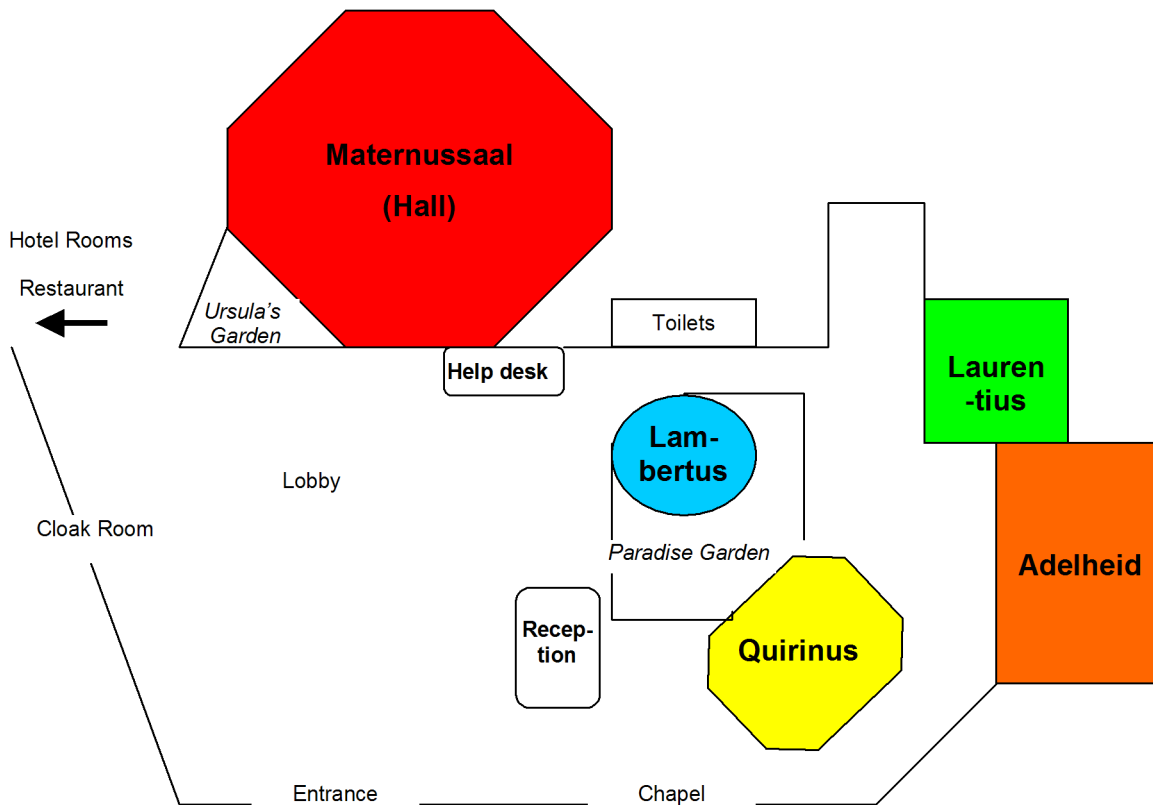 Maternussaal
(Hall)
Hotel Rooms
Restaurant
Ursula's
Garden
Toilets
Help desk
Lauren
-tius
Lam-
bertus
Lobby
Cloak Room
Paradise Garden
Adelheid
Recep-
tion
Quirinus
Entrance
Chapel